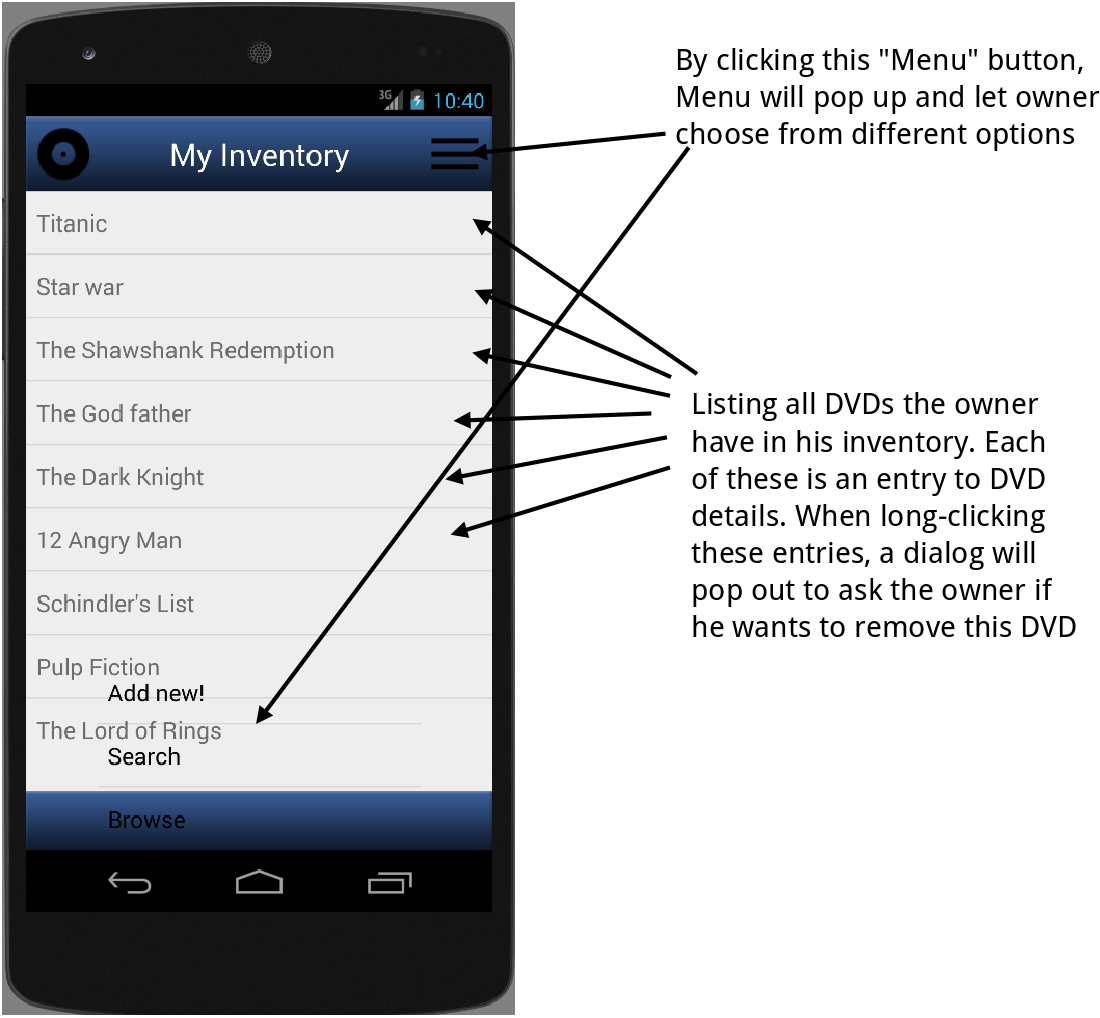 3G 10:40
My Inventory
Titanic
Star war
The Shawshank Redemption
The God father
The Dark Knight
12 Angry Man
Schindler's List
Pulp Fiction
Add new!
The Lord of Rings
Search
Browse
By clicking this "Menu" button,
Menu will pop up and let owner
choose from different options
Listing all DVDs the owner
have in his inventory. Each
of these is an entry to DVD
details. When long-clicking
these entries, a dialog will
pop out to ask the owner if
he wants to remove this DVD